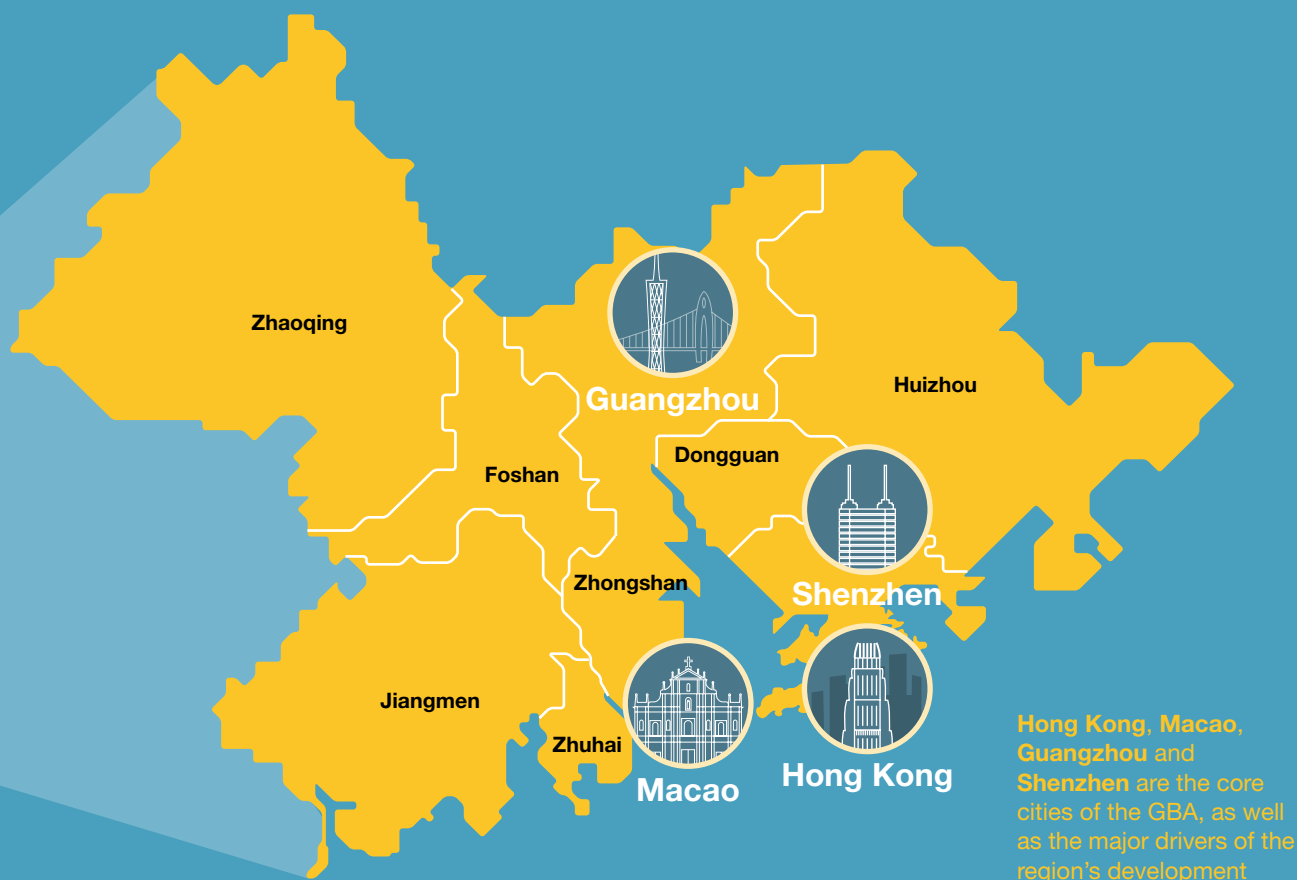 Zhaoqing
Guangzhou
Huizhou
Foshan
Dongguan
Zhongshan
Shenzhen
Jiangmen
Zhuhai
Macao
Hong Kong
Hong Kong, Macao,
Guangzhou and
Shenzhen are the core
cities of the GBA, as well
as the major drivers of the
region's development